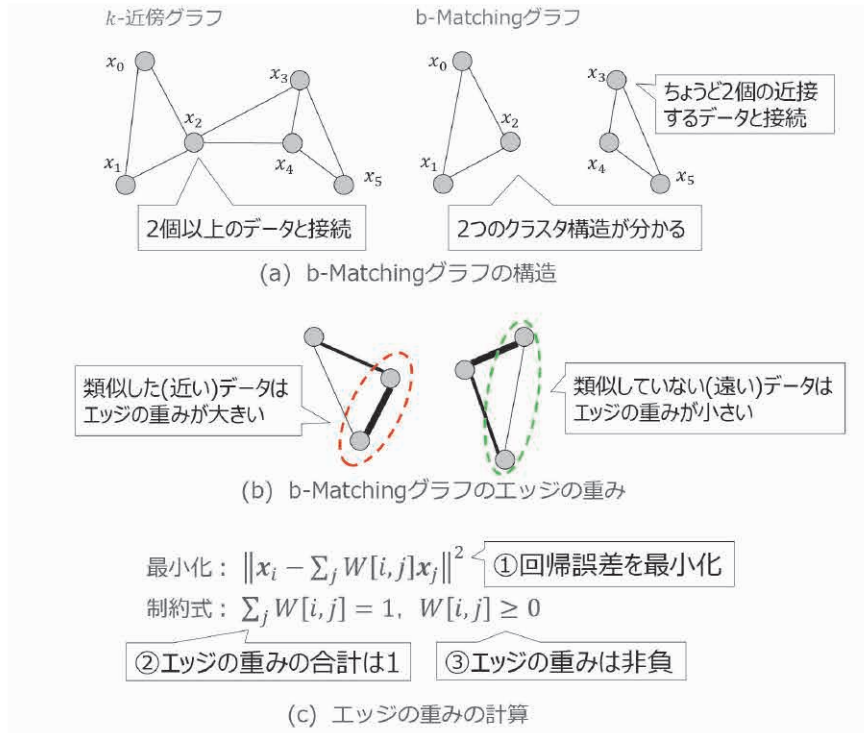 k-近傍グラフ
b-Matchingグラフ
x₀
x₁
x₂
x₃
x₄
x₅
2個以上のデータと接続
x₀
x₁
x₂
x₃
x₄
x₅
ちょうど2個の近接
するデータと接続
2つのクラスタ構造が分かる
(a) b-Matchingグラフの構造
類似した(近い)データは
エッジの重みが大きい
類似していない(遠い)データは
エッジの重みが小さい
(b) b-Matchingグラフのエッジの重み
最小化： ‖xᵢ − ∑ⱼ W[i, j]xⱼ‖² ①回帰誤差を最小化
制約式： ∑ⱼ W[i, j] = 1, W[i, j] ≥ 0
②エッジの重みの合計は1
③エッジの重みは非負
(c) エッジの重みの計算